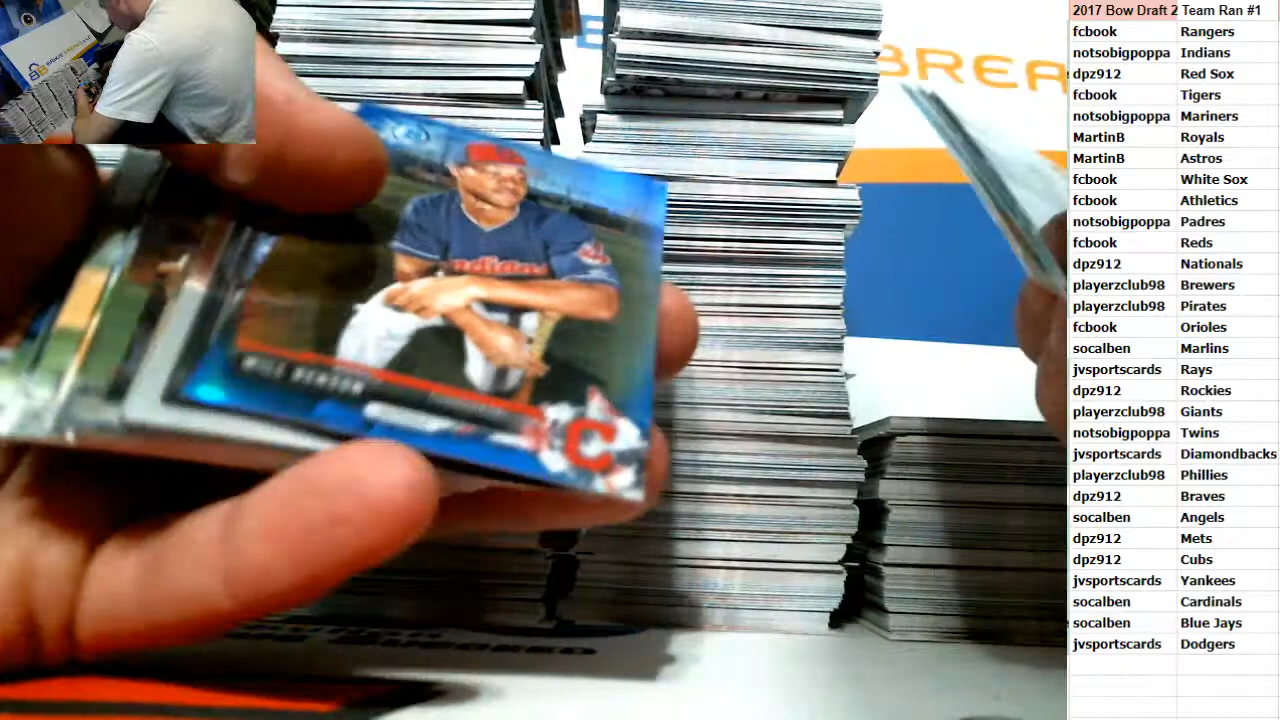 2017 Bow Draft 2 Team Ran #1
fcbook Rangers
notsobigpoppa Indians
dpz912 Red Sox
fcbook Tigers
notsobigpoppa Mariners
MartinB Royals
MartinB Astros
fcbook White Sox
fcbook Athletics
notsobigpoppa Padres
fcbook Reds
dpz912 Nationals
playerzclub98 Brewers
playerzclub98 Pirates
fcbook Orioles
socalben Marlins
jvsportscards Rays
dpz912 Rockies
playerzclub98 Giants
notsobigpoppa Twins
jvsportscards Diamondbacks
playerzclub98 Phillies
dpz912 Braves
socalben Angels
dpz912 Mets
dpz912 Cubs
jvsportscards Yankees
socalben Cardinals
socalben Blue Jays
jvsportscards Dodgers
BREA
Indians
WILL BENSON
C